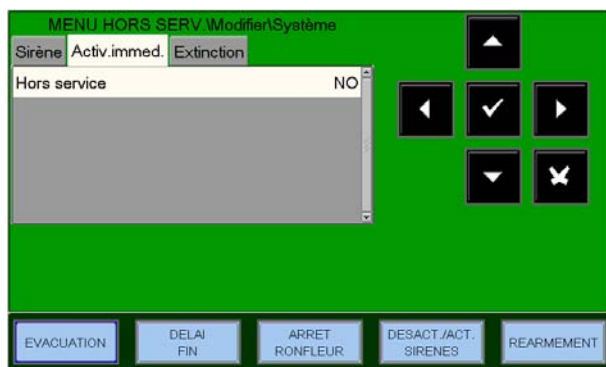 MENU HORS SERV.\Modifier\Système
Sirène Activ.immed. Extinction
Hors service NO
EVACUATION
DELAI
FIN
ARRET
RONFLEUR
DESACT./ACT.
SIRENES
REARMEMENT